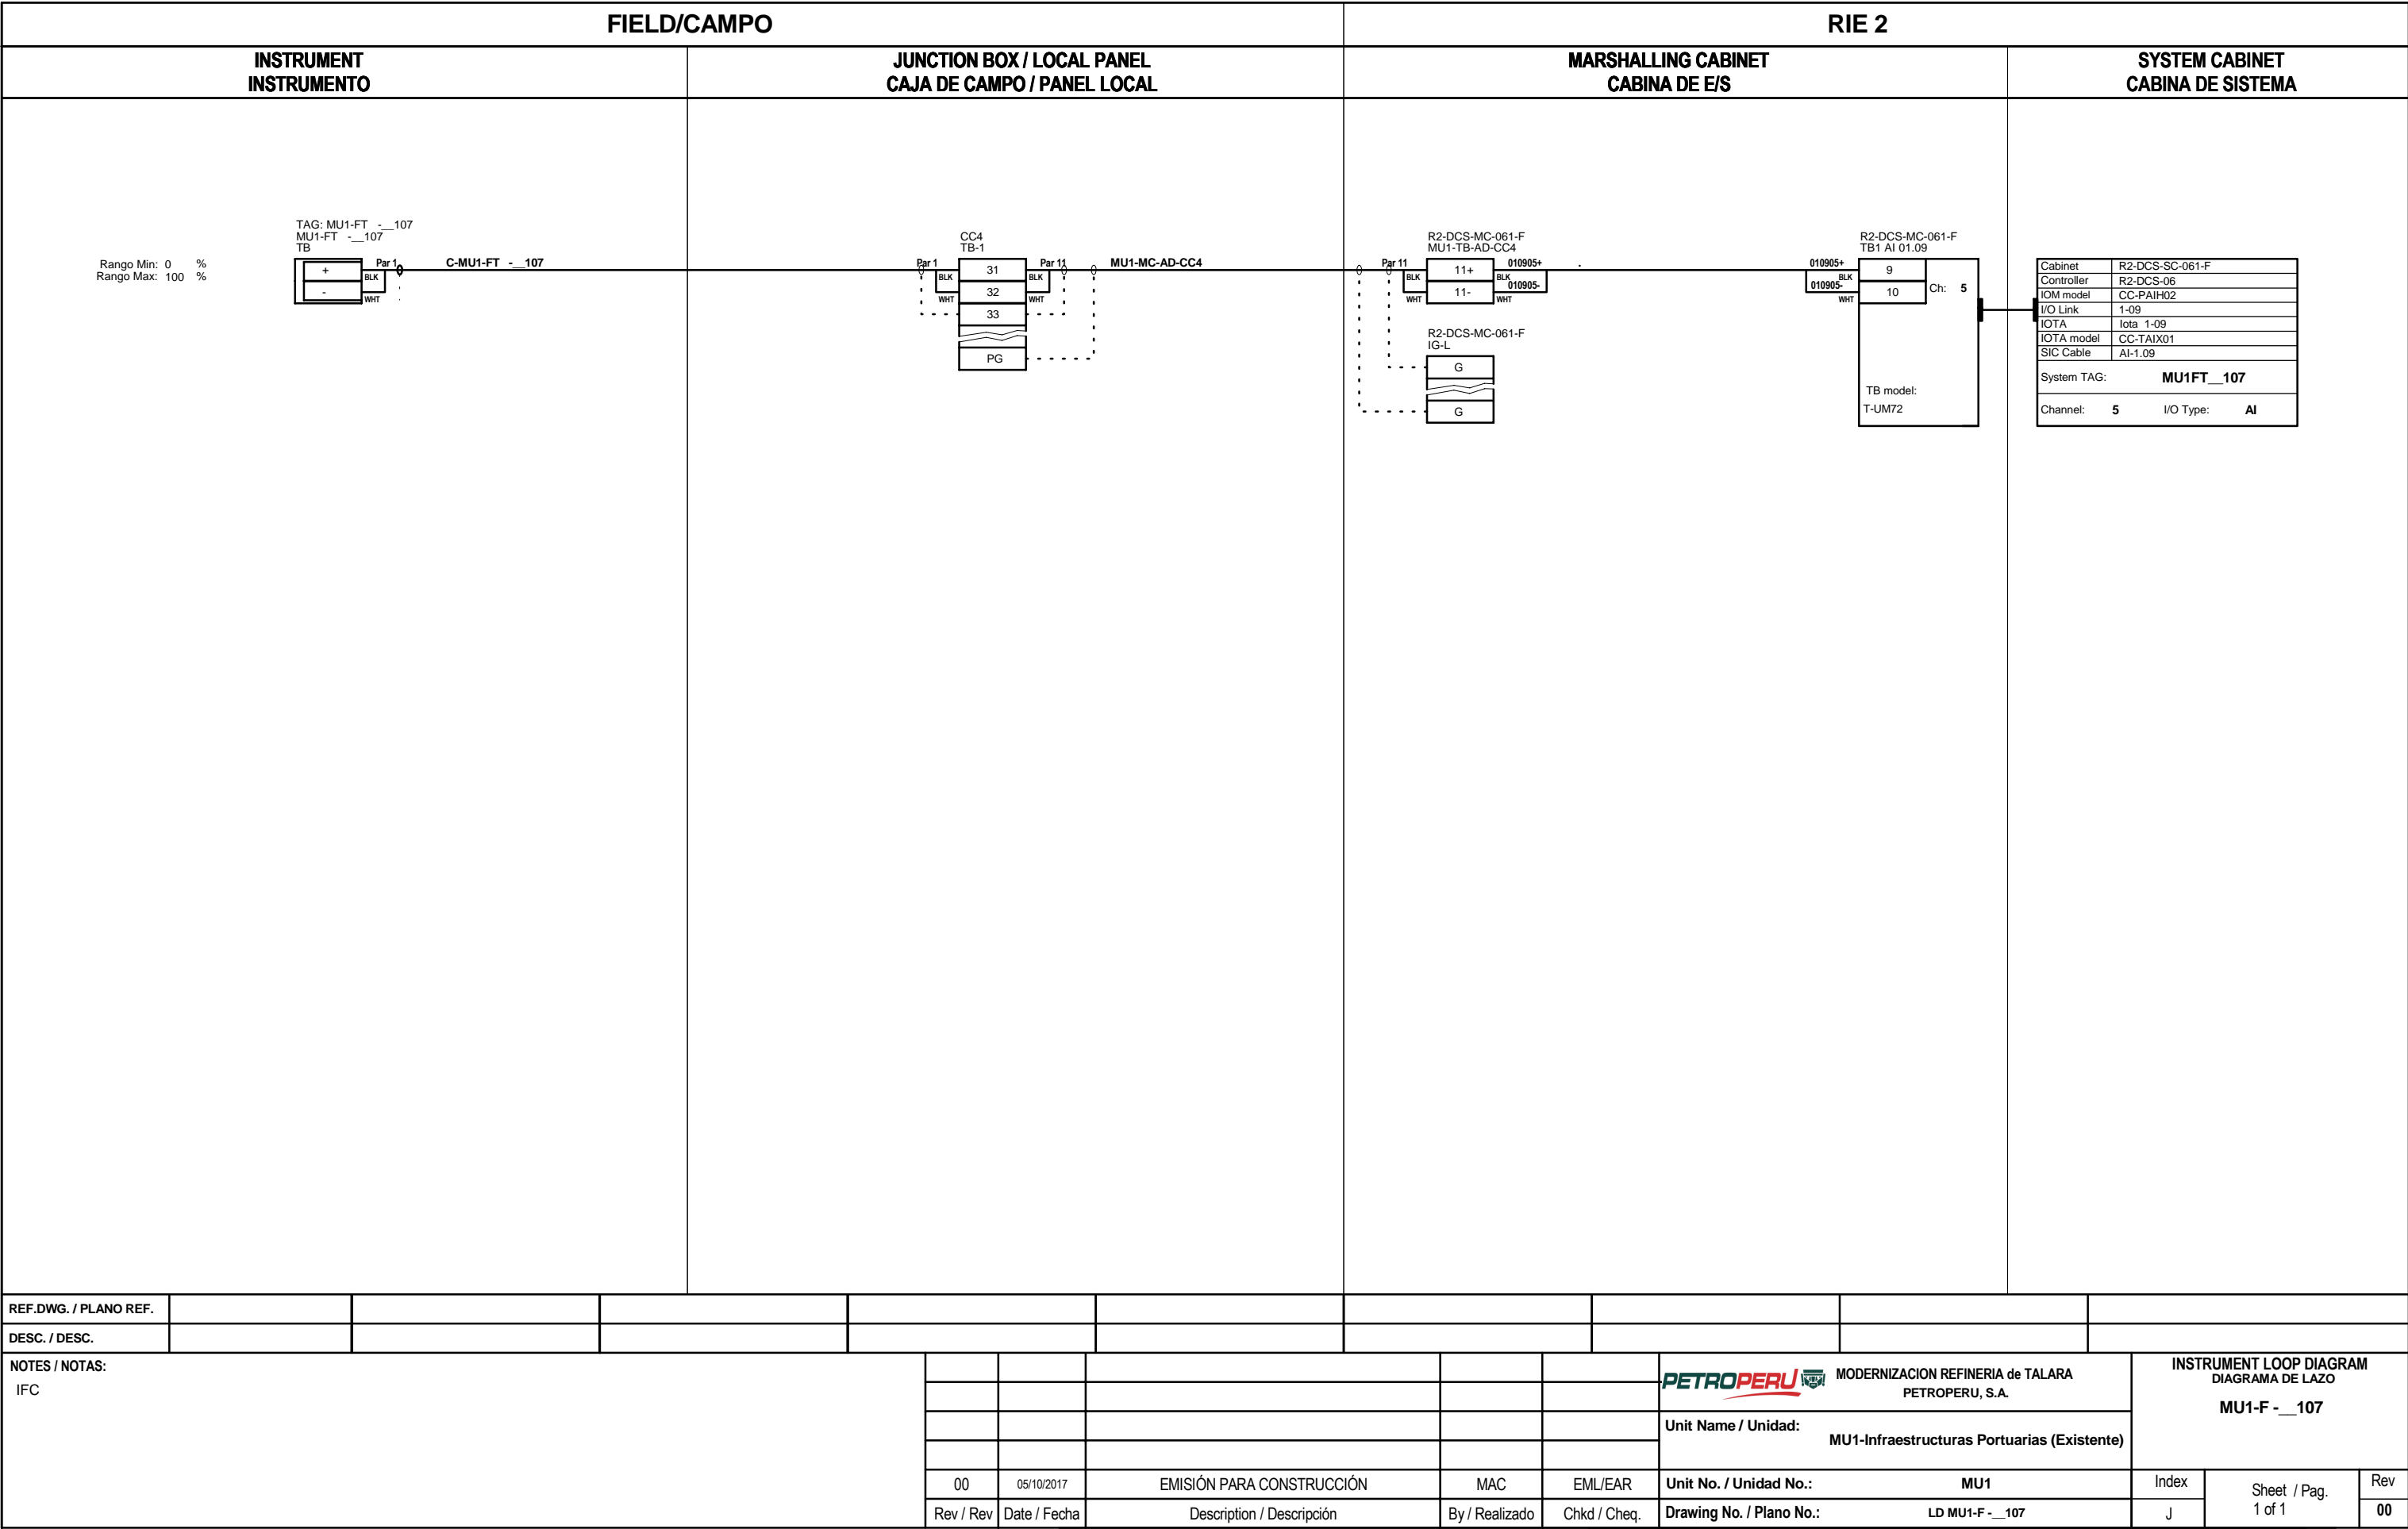 FIELD/CAMPO
RIE 2
INSTRUMENT
INSTRUMENTO
JUNCTION BOX / LOCAL PANEL
CAJA DE CAMPO / PANEL LOCAL
MARSHALLING CABINET
CABINA DE E/S
SYSTEM CABINET
CABINA DE SISTEMA
Rango Min: 0 %
Rango Max: 100 %
TAG: MU1-FT -__107
MU1-FT -__107
TB
+
-
Par 1
BLK
WHT
C-MU1-FT -__107
CC4
TB-1
Par 1
BLK
WHT
31
32
33
PG
Par 11
BLK
WHT
MU1-MC-AD-CC4
R2-DCS-MC-061-F
MU1-TB-AD-CC4
Par 11
BLK
WHT
11+
11-
010905+
BLK
010905-
WHT
.
R2-DCS-MC-061-F
IG-L
G
G
R2-DCS-MC-061-F
TB1 AI 01.09
010905+
BLK
010905-
WHT
9
10
Ch: 5
TB model:
T-UM72
Cabinet R2-DCS-SC-061-F
Controller R2-DCS-06
IOM model CC-PAIH02
I/O Link 1-09
IOTA Iota 1-09
IOTA model CC-TAIX01
SIC Cable AI-1.09
System TAG: MU1FT__107
Channel: 5 I/O Type: AI
REF.DWG. / PLANO REF.
DESC. / DESC.
NOTES / NOTAS:
IFC
00 05/10/2017 EMISIÓN PARA CONSTRUCCIÓN MAC EML/EAR
Rev / Rev Date / Fecha Description / Descripción By / Realizado Chkd / Cheq.
PETROPERU
MODERNIZACION REFINERIA de TALARA
PETROPERU, S.A.
Unit Name / Unidad:
MU1-Infraestructuras Portuarias (Existente)
Unit No. / Unidad No.: MU1
Drawing No. / Plano No.: LD MU1-F -__107
INSTRUMENT LOOP DIAGRAM
DIAGRAMA DE LAZO
MU1-F -__107
Index
J
Sheet / Pag.
1 of 1
Rev
00